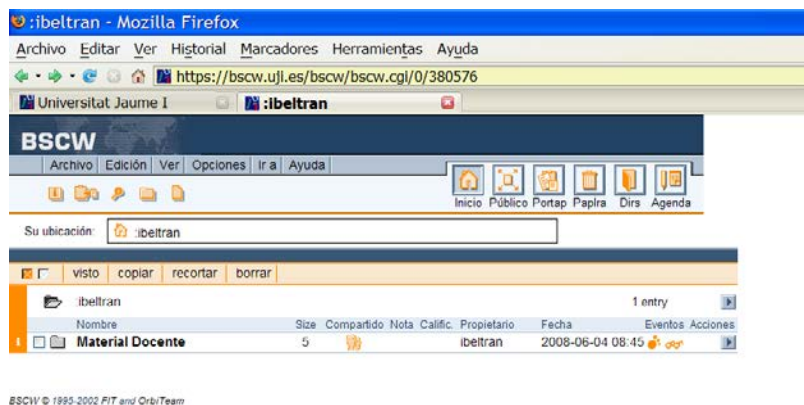 :ibeltran - Mozilla Firefox
Archivo Editar Ver Historial Marcadores Herramientas Ayuda
https://bscw.uji.es/bscw/bscw.cgi/0/380576
Universitat Jaume I :ibeltran
BSCW
Archivo Edición Ver Opciones Ir a Ayuda
Inicio Público Portap Paplra Dirs Agenda
Su ubicación: :ibeltran
visto copiar recortar borrar
:ibeltran 1 entry
Nombre Size Compartido Nota Calific. Propietario Fecha Eventos Acciones
1 Material Docente 5 ibeltran 2008-06-04 08:45
BSCW © 1995-2002 FIT and OrbiTeam